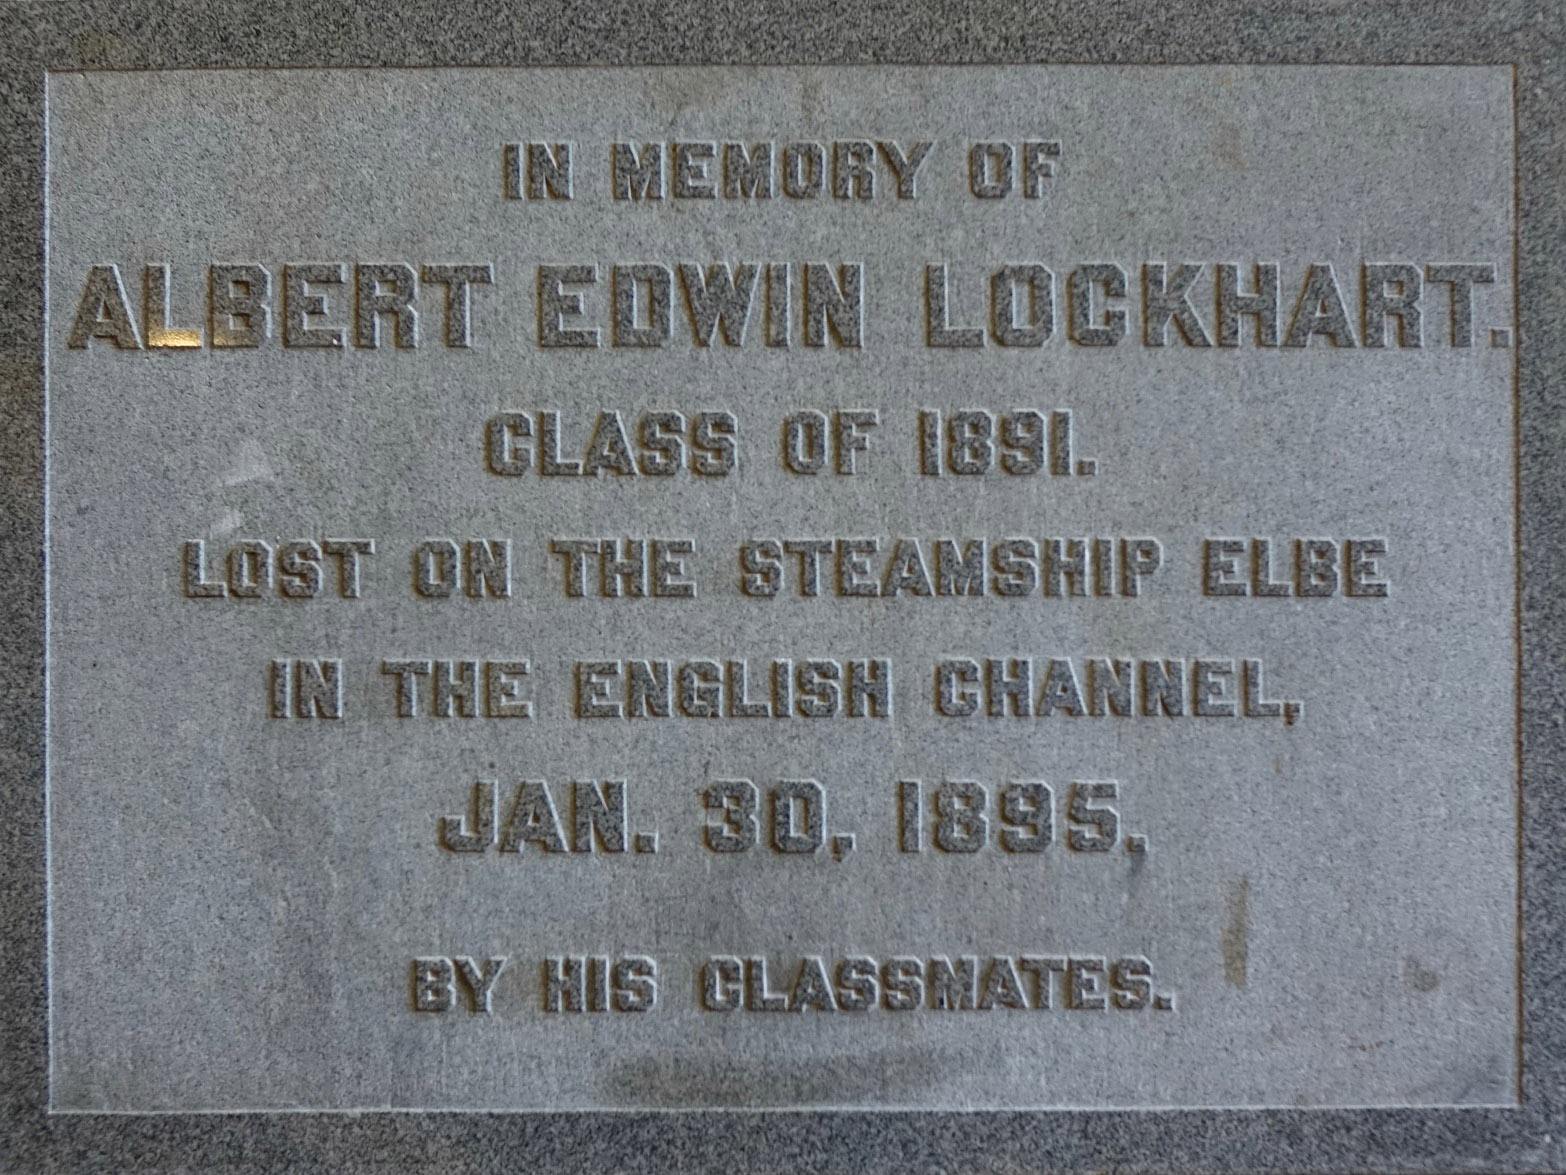 IN MEMORY OF
ALBERT EDWIN LOCKHART.
CLASS OF 1891.
LOST ON THE STEAMSHIP ELBE
IN THE ENGLISH CHANNEL,
JAN. 30, 1895.
BY HIS CLASSMATES.